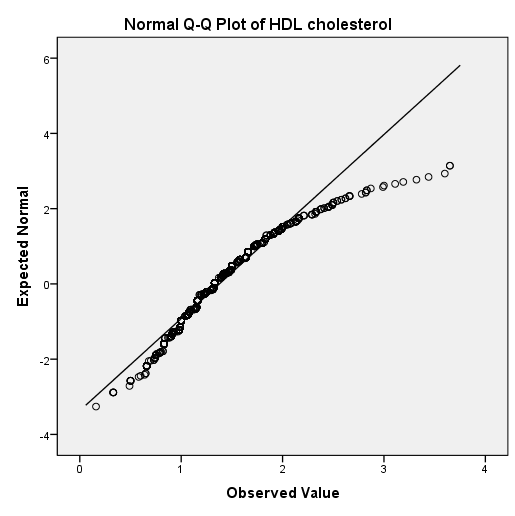 Normal Q-Q Plot of HDL cholesterol
6
4
2
0
-2
-4
Expected Normal
0 1 2 3 4
Observed Value